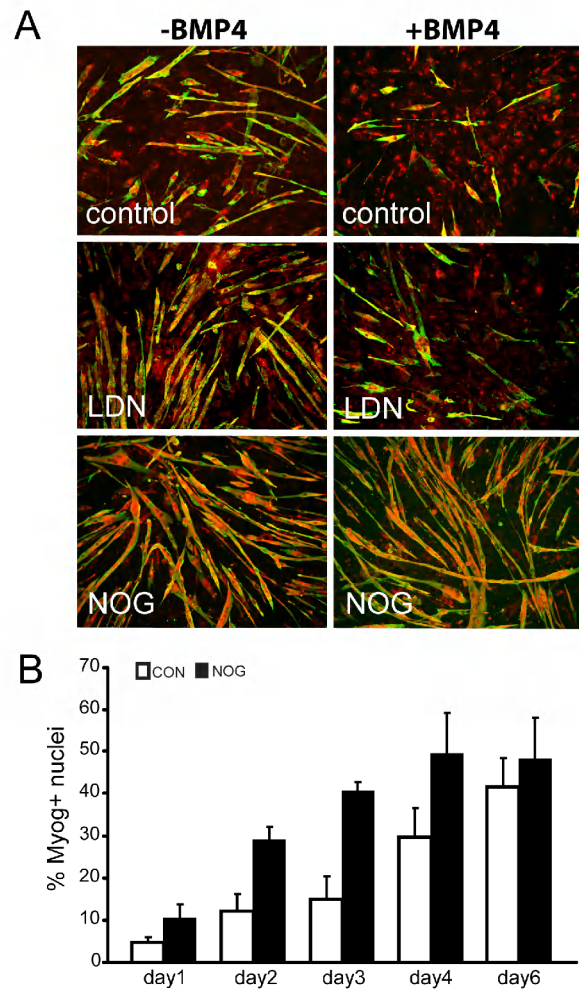 A
-BMP4 +BMP4
control control
LDN LDN
NOG NOG
B
CON NOG
% Myog+ nuclei
70
60
50
40
30
20
10
0
day1 day2 day3 day4 day6